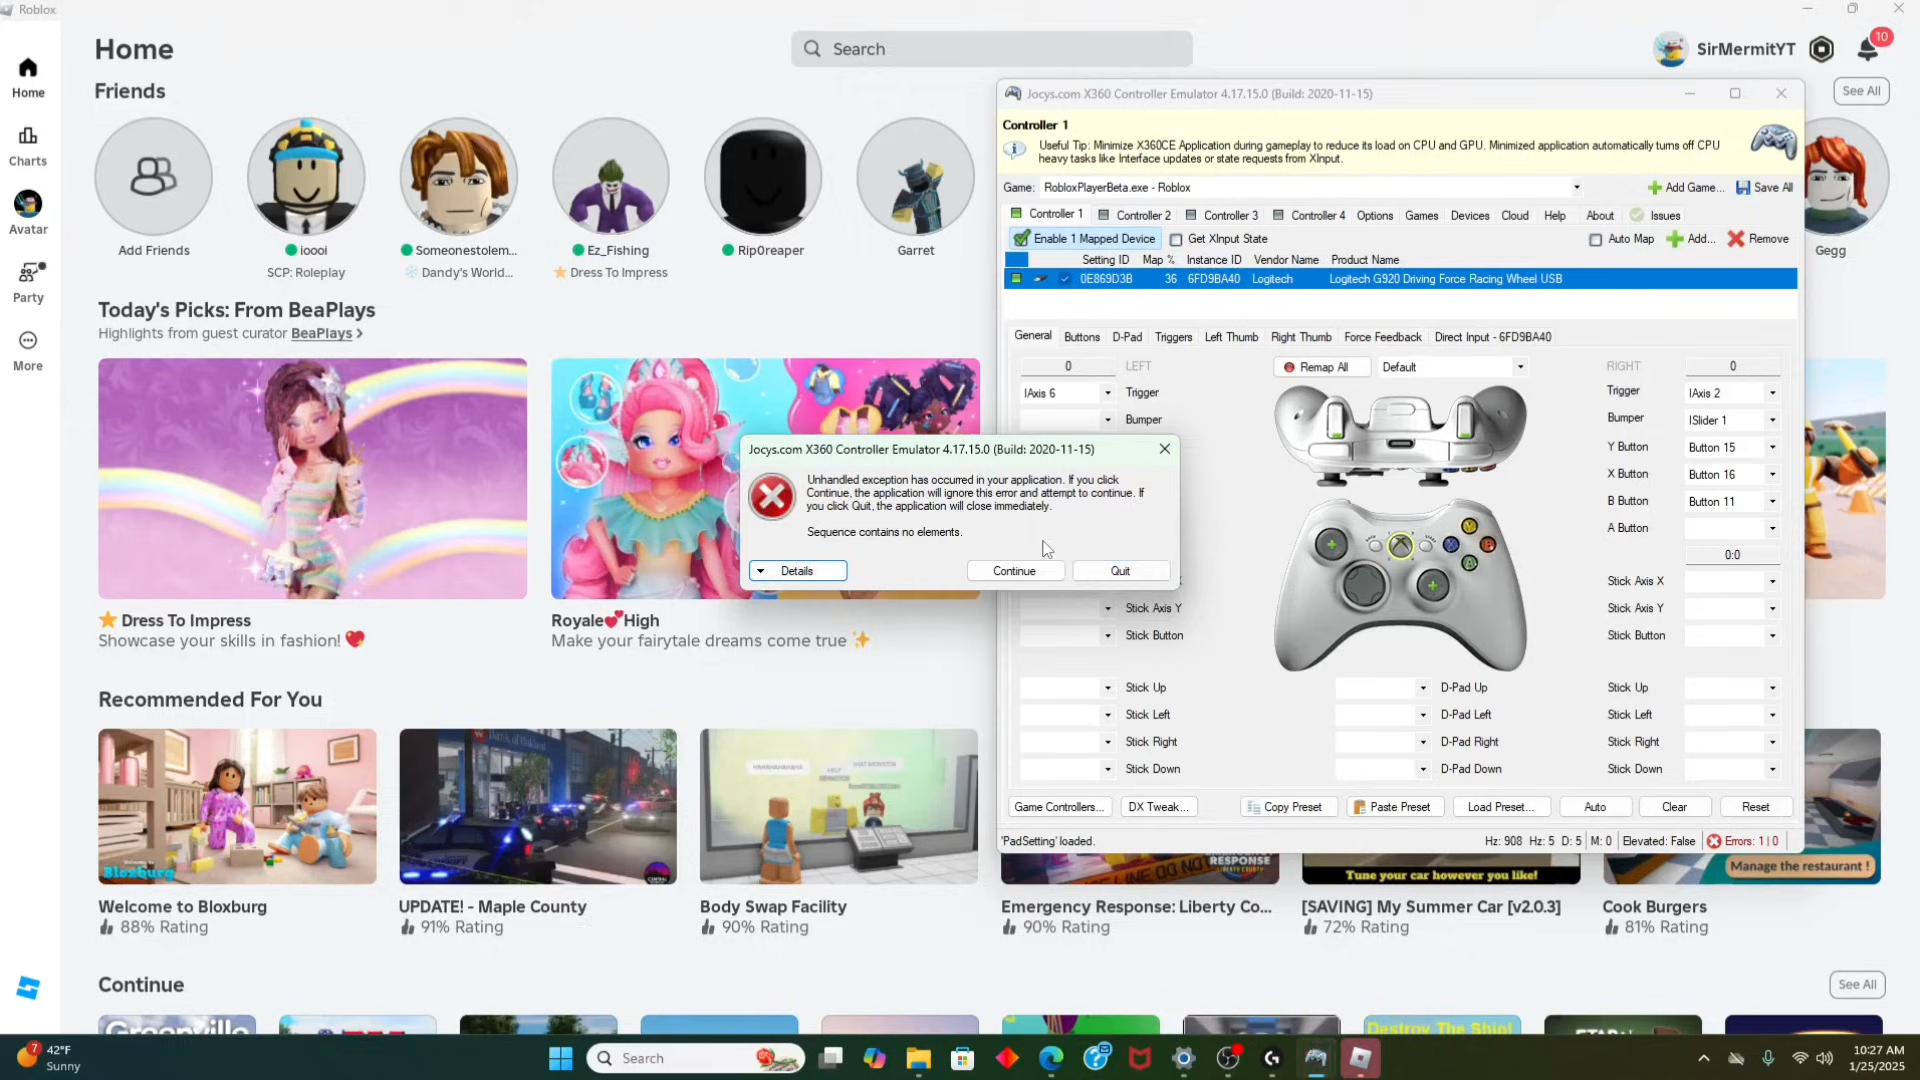 Roblox
Home
Search
SirMermitYT
10
Home
Charts
Avatar
Party
More
Friends
See All
Add Friends
ioooi
SCP: Roleplay
Someonestolem...
Dandy's World...
Ez_Fishing
Dress To Impress
Rip0reaper
Garret
Gegg
Today's Picks: From BeaPlays
Highlights from guest curator BeaPlays >
Dress To Impress
Showcase your skills in fashion!
Royale High
Make your fairytale dreams come true
Jocys.com X360 Controller Emulator 4.17.15.0 (Build: 2020-11-15)
Controller 1
Useful Tip: Minimize X360CE Application during gameplay to reduce its load on CPU and GPU. Minimized application automatically turns off CPU
heavy tasks like Interface updates or state requests from XInput.
Game: RobloxPlayerBeta.exe - Roblox
Add Game...
Save All
Controller 1 Controller 2 Controller 3 Controller 4 Options Games Devices Cloud Help About Issues
Enable 1 Mapped Device Get XInput State Auto Map Add... Remove
Setting ID Map % Instance ID Vendor Name Product Name
0E869D3B 36 6FD9BA40 Logitech Logitech G920 Driving Force Racing Wheel USB
General Buttons D-Pad Triggers Left Thumb Right Thumb Force Feedback Direct Input - 6FD9BA40
0 LEFT Remap All Default RIGHT 0
IAxis 6 Trigger Trigger IAxis 2
Bumper Bumper ISlider 1
Y Button Button 15
X Button Button 16
B Button Button 11
A Button
0:0
Stick Axis X
Stick Axis Y Stick Axis Y
Stick Button Stick Button
Stick Up D-Pad Up Stick Up
Stick Left D-Pad Left Stick Left
Stick Right D-Pad Right Stick Right
Stick Down D-Pad Down Stick Down
Game Controllers... DX Tweak... Copy Preset Paste Preset Load Preset... Auto Clear Reset
'PadSetting' loaded. Hz: 908 Hz: 5 D: 5 M: 0 Elevated: False Errors: 1 | 0
Jocys.com X360 Controller Emulator 4.17.15.0 (Build: 2020-11-15)
Unhandled exception has occurred in your application. If you click
Continue, the application will ignore this error and attempt to continue. If
you click Quit, the application will close immediately.
Sequence contains no elements.
Details Continue Quit
Recommended For You
Bloxburg
RESPONSE
LIBERTY COUNTY
Tune your car however you like!
Manage the restaurant !
Welcome to Bloxburg
88% Rating
UPDATE! - Maple County
91% Rating
Body Swap Facility
90% Rating
Emergency Response: Liberty Co...
90% Rating
[SAVING] My Summer Car [v2.0.3]
72% Rating
Cook Burgers
81% Rating
Continue
See All
Greenville
Destroy The Ship!
7
42°F
Sunny
Search
10:27 AM
1/25/2025